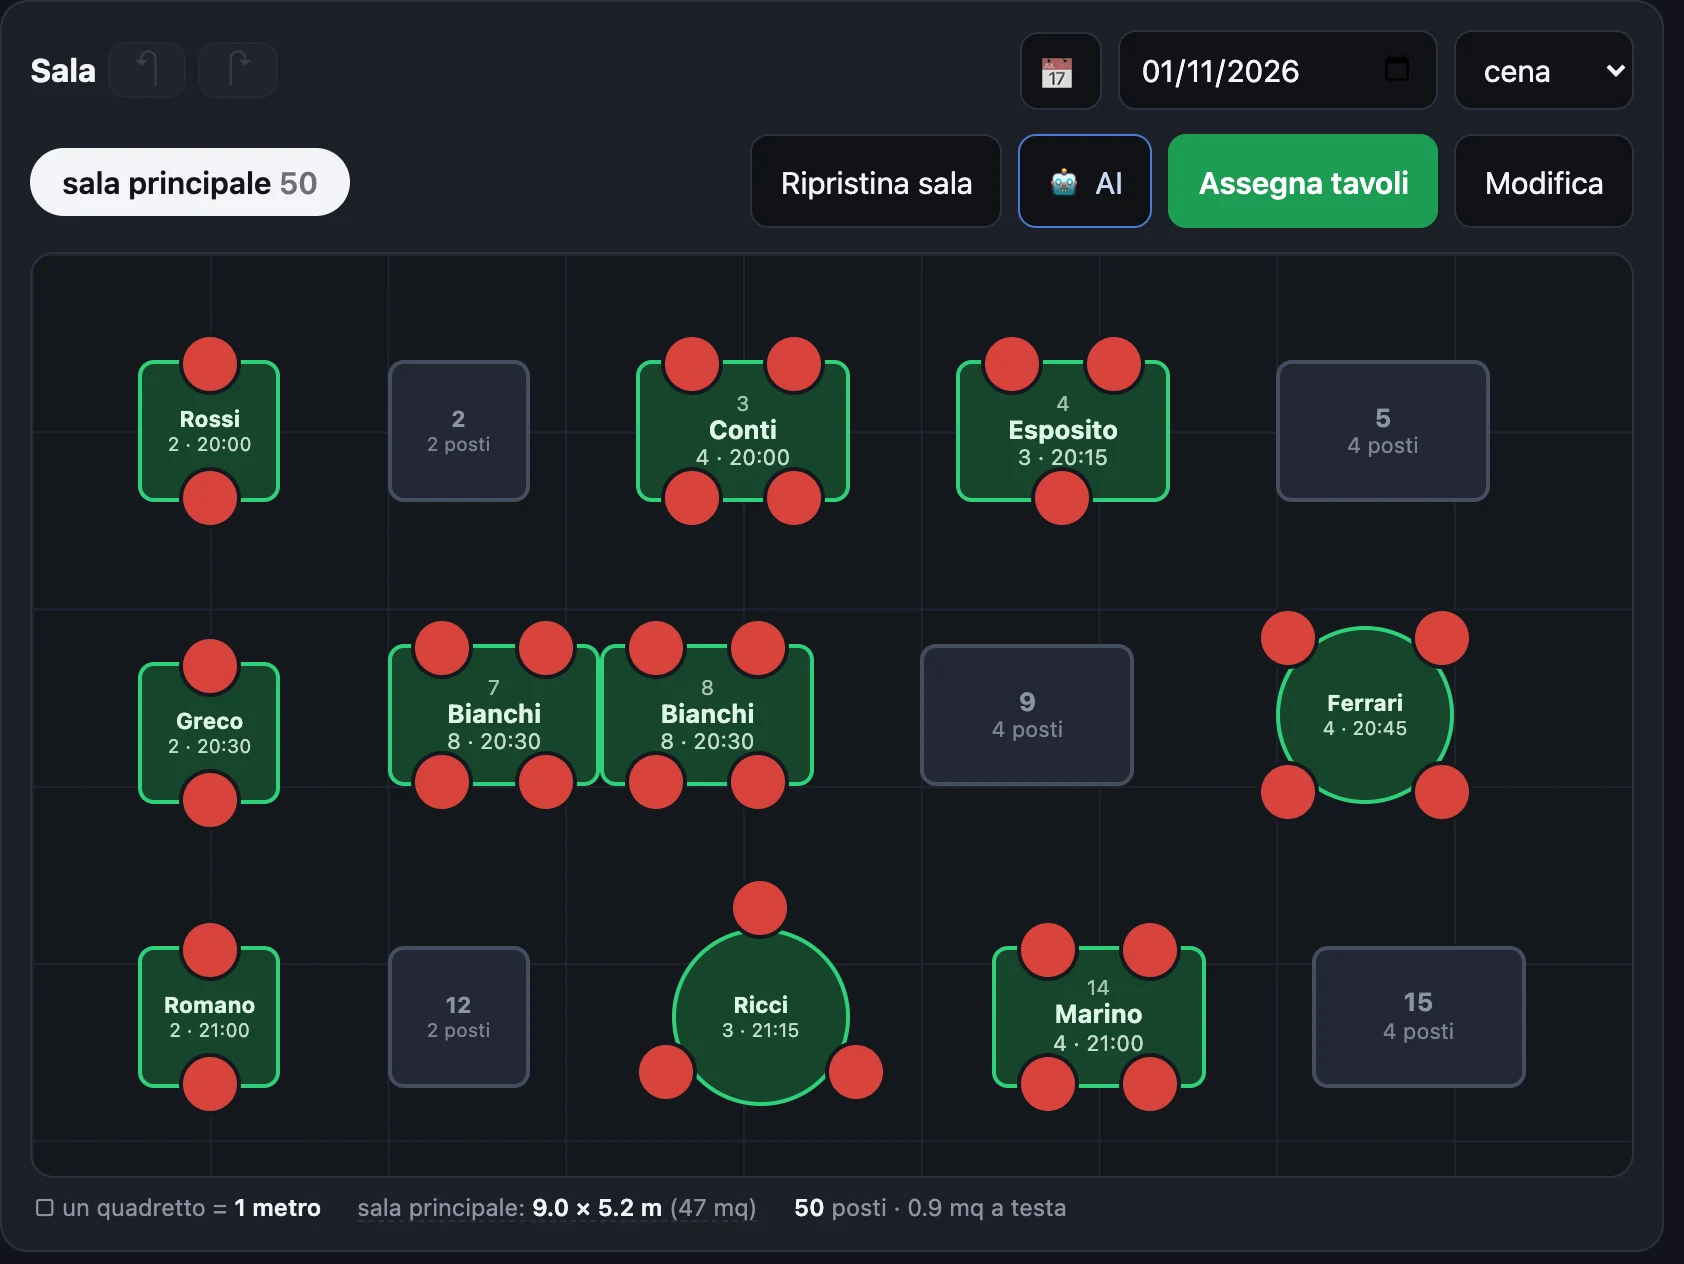 Sala
17
01/11/2026
cena
sala principale 50
Ripristina sala
AI
Assegna tavoli
Modifica
Rossi
2 · 20:00
2
2 posti
3
Conti
4 · 20:00
4
Esposito
3 · 20:15
5
4 posti
Greco
2 · 20:30
7
Bianchi
8 · 20:30
8
Bianchi
8 · 20:30
9
4 posti
Ferrari
4 · 20:45
Romano
2 · 21:00
12
2 posti
Ricci
3 · 21:15
14
Marino
4 · 21:00
15
4 posti
un quadretto = 1 metro
sala principale: 9.0 × 5.2 m (47 mq)
50 posti · 0.9 mq a testa